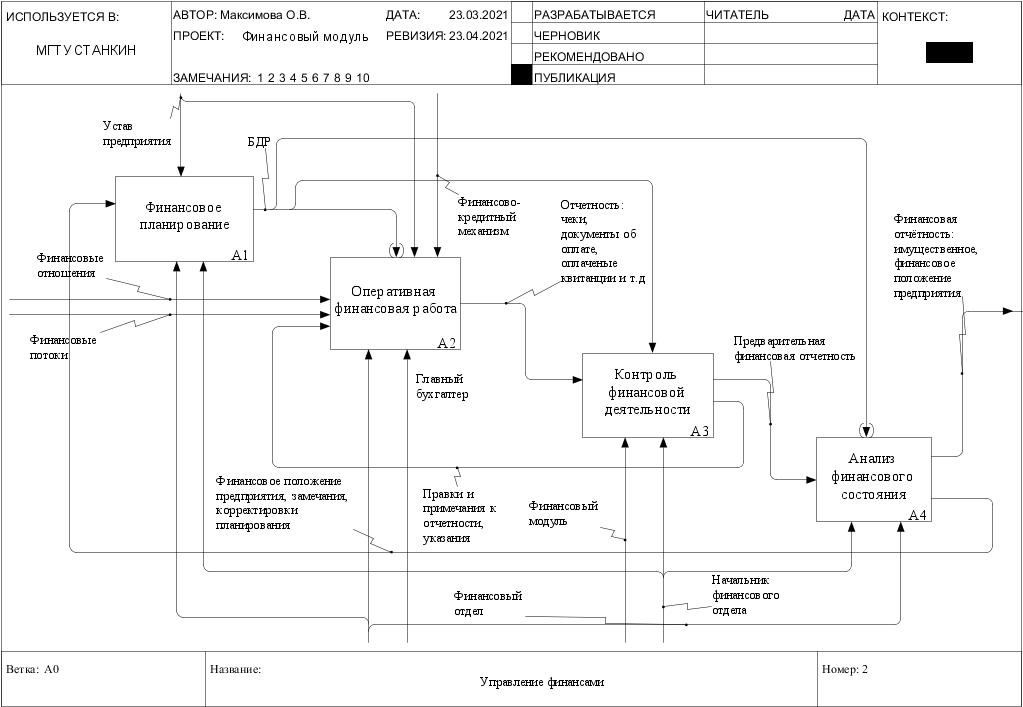 ИСПОЛЬЗУЕТСЯ В:
МГТУ СТАНКИН
АВТОР: Максимова О.В.
ДАТА: 23.03.2021
ПРОЕКТ: Финансовый модуль
РЕВИЗИЯ: 23.04.2021
ЗАМЕЧАНИЯ: 1 2 3 4 5 6 7 8 9 10
РАЗРАБАТЫВАЕТСЯ
ЧЕРНОВИК
РЕКОМЕНДОВАНО
ПУБЛИКАЦИЯ
ЧИТАТЕЛЬ
ДАТА
КОНТЕКСТ:
Устав
предприятия
БДР
Финансовое
планирование
А1
Финансово-
кредитный
механизм
Отчетность:
чеки,
документы об
оплате,
оплаченые
квитанции и т.д
Финансовая
отчётность:
имущественное,
финансовое
положение
предприятия
Финансовые
отношения
Оперативная
финансовая работа
А2
Финансовые
потоки
Предварительная
финансовая отчетность
Главный
бухгалтер
Контроль
финансовой
деятельности
А3
Анализ
финансового
состояния
А4
Финансовое положение
предприятия, замечания,
корректировки
планирования
Правки и
примечания к
отчетности,
указания
Финансовый
модуль
Начальник
финансового
отдела
Финансовый
отдел
Ветка: А0
Название:
Управление финансами
Номер: 2